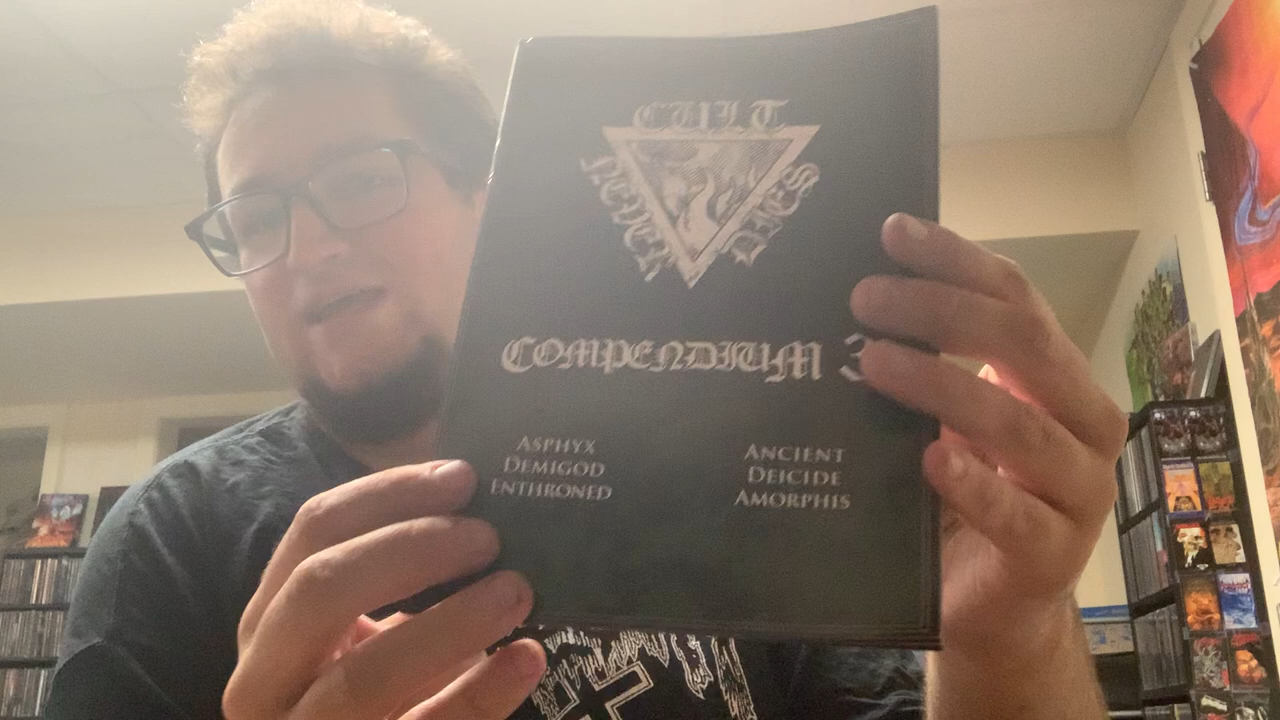 CULT
NEVER
DIES
COMPENDIUM 3
ASPHYX
DEMIGOD
ENTHRONED
ANCIENT
DEICIDE
AMORPHIS